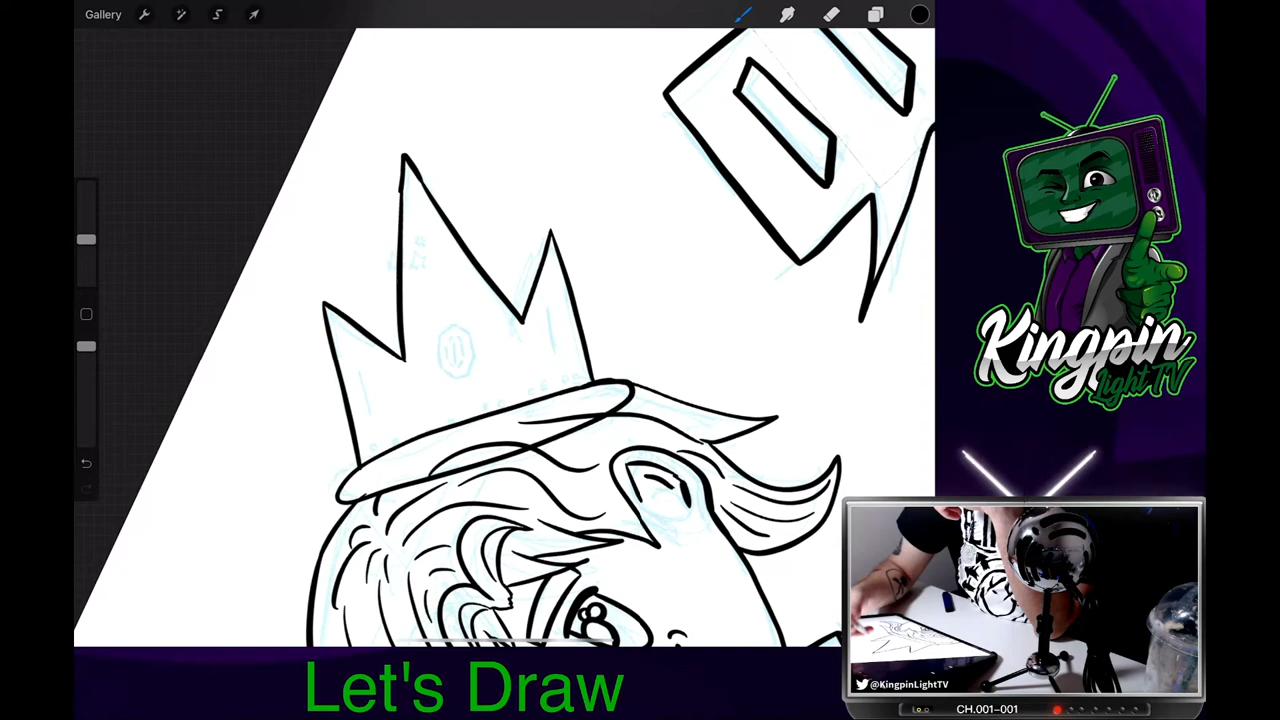 Gallery
Kingpin
Light TV
@KingpinLightTV
Let's Draw
CH.001-001